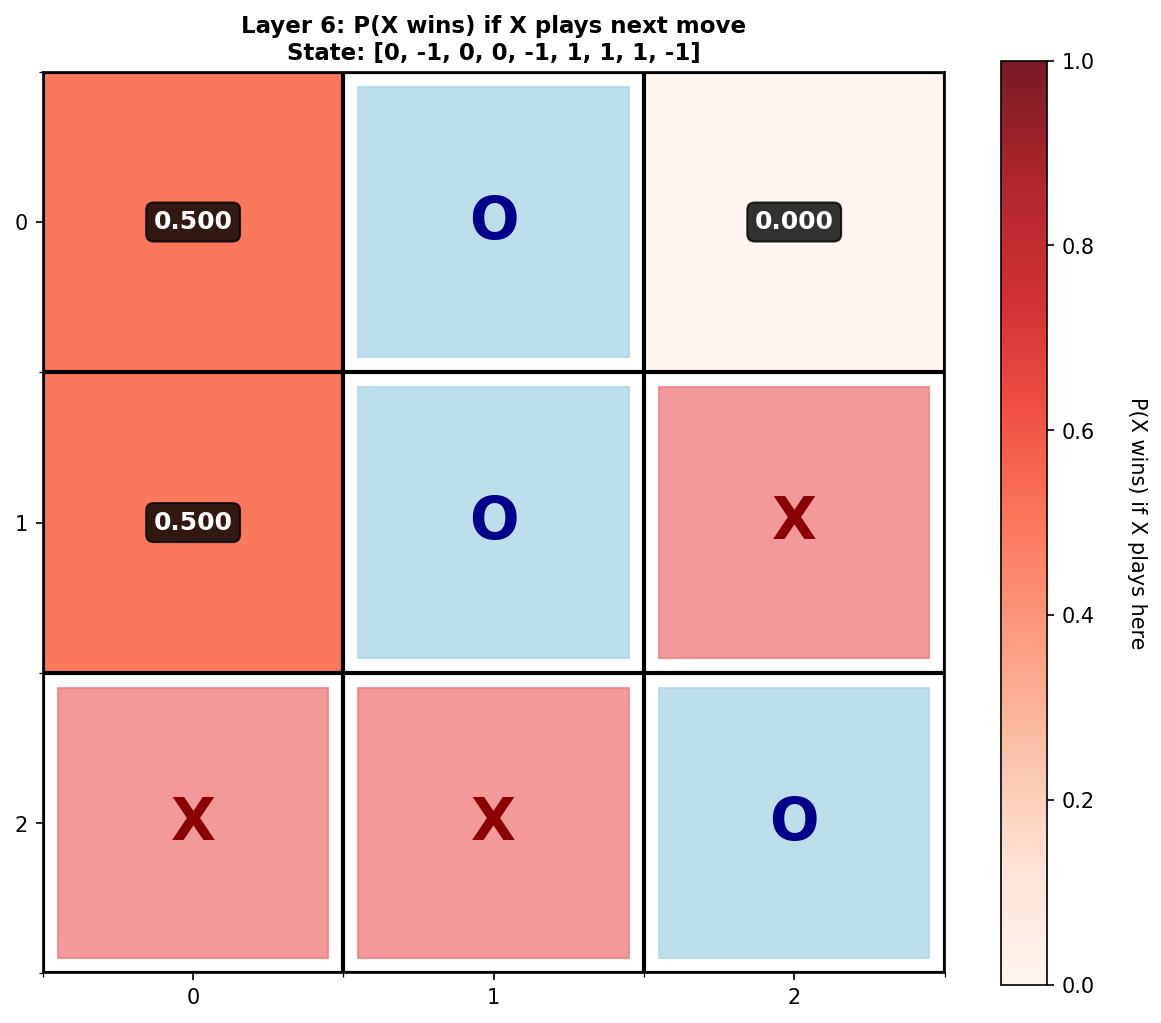 Layer 6: P(X wins) if X plays next move
State: [0, -1, 0, 0, -1, 1, 1, 1, -1]
0.500
O
0.000
0.500
O
X
X
X
O
0
1
2
0
1
2
1.0
0.8
0.6
0.4
0.2
0.0
P(X wins) if X plays here